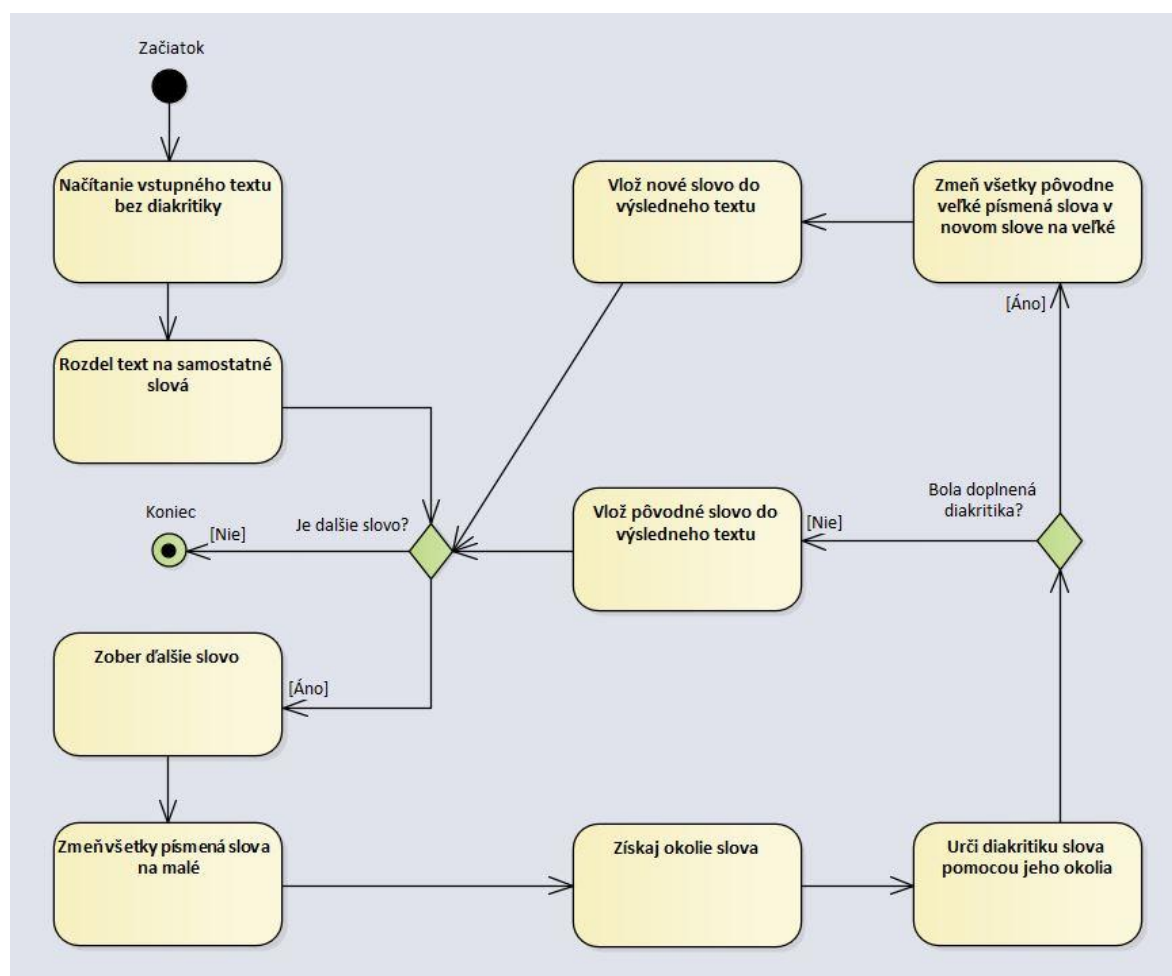 Začiatok
Načítanie vstupného textu
bez diakritiky
Vlož nové slovo do
výsledneho textu
Zmeň všetky pôvodne
veľké písmená slova v
novom slove na veľké
[Áno]
Rozdel text na samostatné
slová
Koniec
[Nie]
Je dalšie slovo?
Vlož pôvodné slovo do
výsledneho textu
[Nie]
Bola doplnená
diakritika?
Zober ďalšie slovo
[Áno]
Zmeň všetky písmená slova
na malé
Získaj okolie slova
Urči diakritiku slova
pomocou jeho okolia